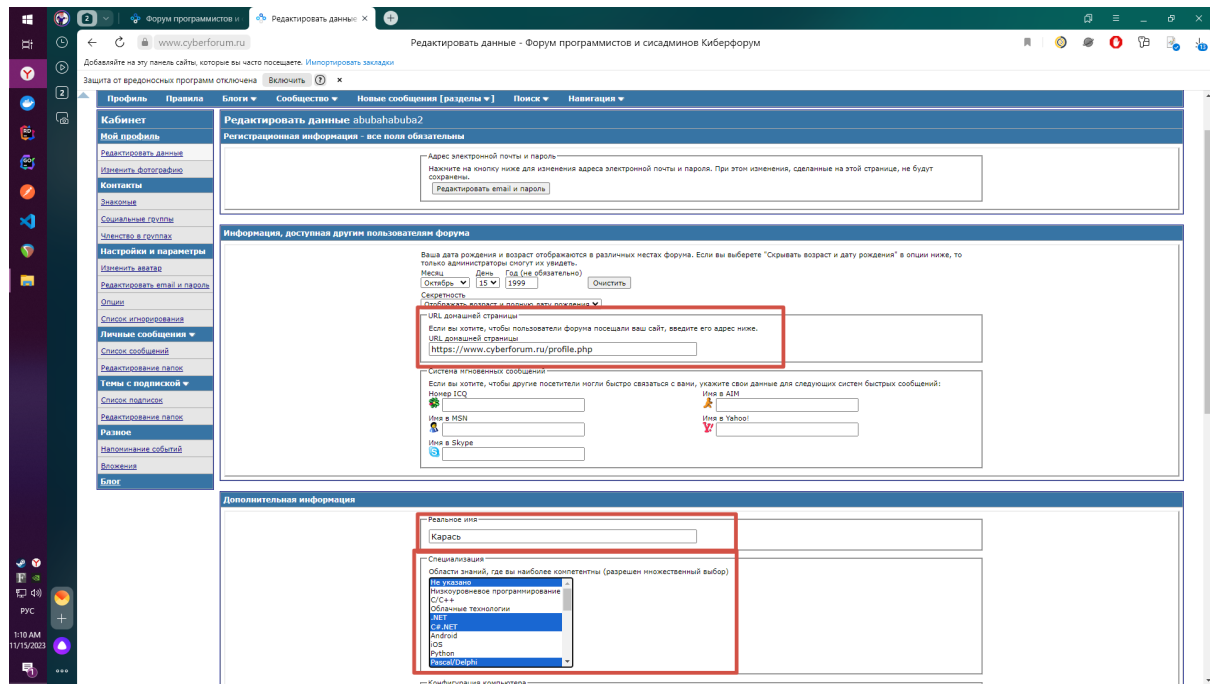 2
Форум программистов и с
Редактировать данные
www.cyberforum.ru
Редактировать данные - Форум программистов и сисадминов Киберфорум
Добавляйте на эту панель сайты, которые вы часто посещаете. Импортировать закладки
Защита от вредоносных программ отключена Включить ? ×
2
Профиль Правила Блоги Сообщество Новые сообщения [разделы] Поиск Навигация
Кабинет
Мой профиль
Редактировать данные
Изменить фотографию
Контакты
Знакомые
Социальные группы
Членство в группах
Настройки и параметры
Изменить аватар
Редактировать email и пароль
Опции
Список игнорирования
Личные сообщения
Список сообщений
Редактирование папок
Темы с подпиской
Список подписок
Редактирование папок
Разное
Напоминание событий
Вложения
Блог
Редактировать данные abubahabuba2
Регистрационная информация - все поля обязательны
Адрес электронной почты и пароль
Нажмите на кнопку ниже для изменения адреса электронной почты и пароля. При этом изменения, сделанные на этой странице, не будут
сохранены.
Редактировать email и пароль
Информация, доступная другим пользователям форума
Ваша дата рождения и возраст отображаются в различных местах форума. Если вы выберете "Скрывать возраст и дату рождения" в опции ниже, то
только администраторы смогут их увидеть.
Месяц День Год (не обязательно)
Октябрь 15 1999 Очистить
Секретность
Отображать возраст и полную дату рождения
URL домашней страницы
Если вы хотите, чтобы пользователи форума посещали ваш сайт, введите его адрес ниже.
URL домашней страницы
https://www.cyberforum.ru/profile.php
Система мгновенных сообщений
Если вы хотите, чтобы другие посетители могли быстро связаться с вами, укажите свои данные для следующих систем быстрых сообщений:
Номер ICQ Имя в AIM
Имя в MSN Имя в Yahoo!
Имя в Skype
Дополнительная информация
Реальное имя
Карась
Специализация
Области знаний, где вы наиболее компетентны (разрешен множественный выбор)
Не указано
Низкоуровневое программирование
C/C++
Облачные технологии
.NET
C#.NET
Android
iOS
Python
Pascal/Delphi
Конфигурация компьютера
РУС
1:10 AM
11/15/2023